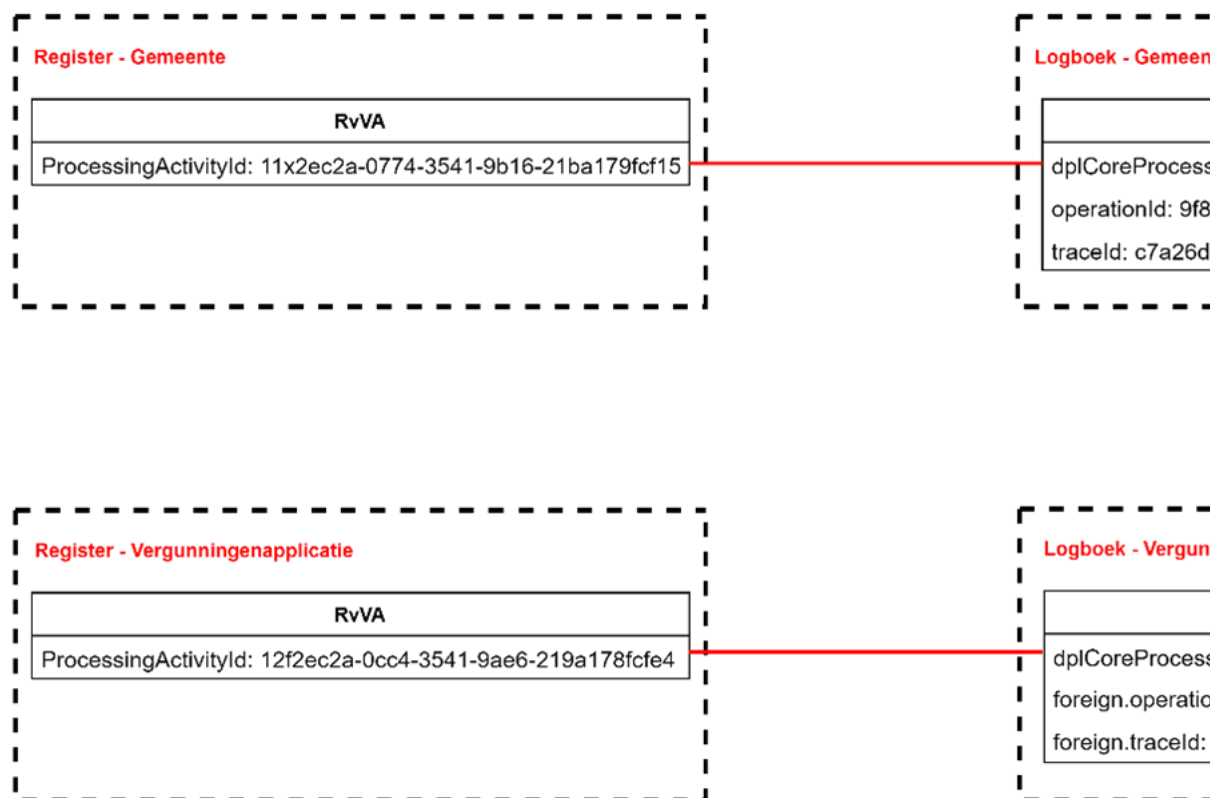 Register - Gemeente
RvVA
ProcessingActivityId: 11x2ec2a-0774-3541-9b16-21ba179fcf15
Logboek - Gemeen
dplCoreProcess
operationId: 9f8
traceId: c7a26d
Register - Vergunningenapplicatie
RvVA
ProcessingActivityId: 12f2ec2a-0cc4-3541-9ae6-219a178fcfe4
Logboek - Vergun
dplCoreProcess
foreign.operatio
foreign.traceId: